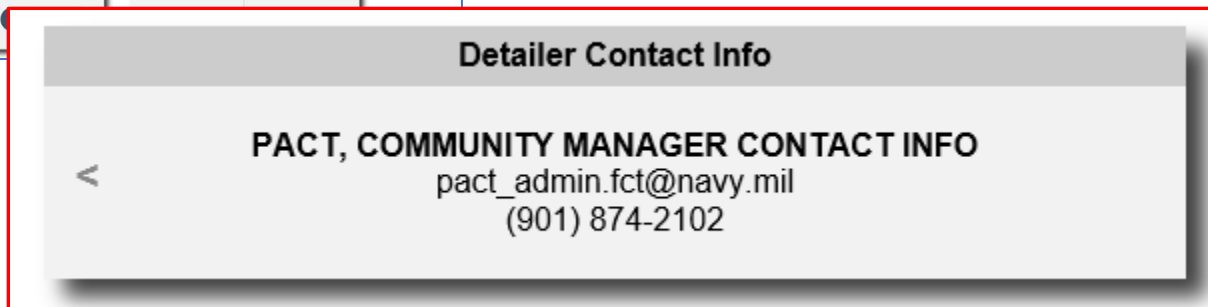 Detailer Contact Info
PACT, COMMUNITY MANAGER CONTACT INFO
<
pact_admin.fct@navy.mil
(901) 874-2102